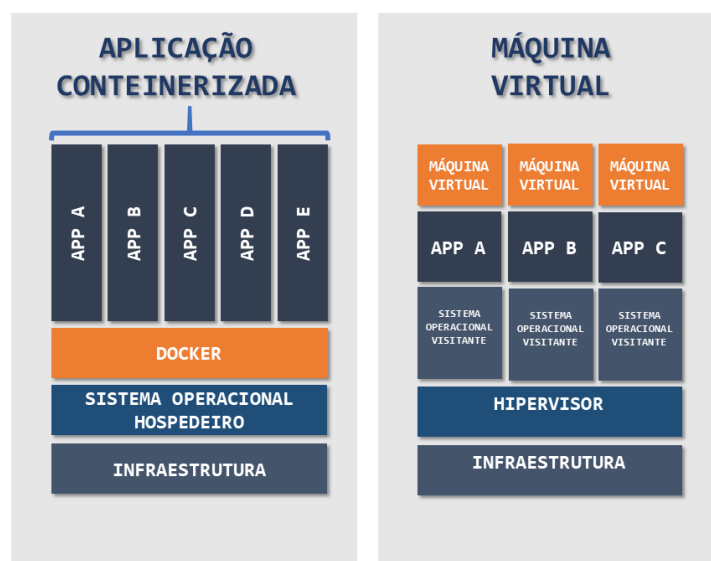 APLICAÇÃO
CONTEINERIZADA
APP A
APP B
APP C
APP D
APP E
DOCKER
SISTEMA OPERACIONAL
HOSPEDEIRO
INFRAESTRUTURA
MÁQUINA
VIRTUAL
MÁQUINA
VIRTUAL
MÁQUINA
VIRTUAL
MÁQUINA
VIRTUAL
APP A
APP B
APP C
SISTEMA
OPERACIONAL
VISITANTE
SISTEMA
OPERACIONAL
VISITANTE
SISTEMA
OPERACIONAL
VISITANTE
HIPERVISOR
INFRAESTRUTURA